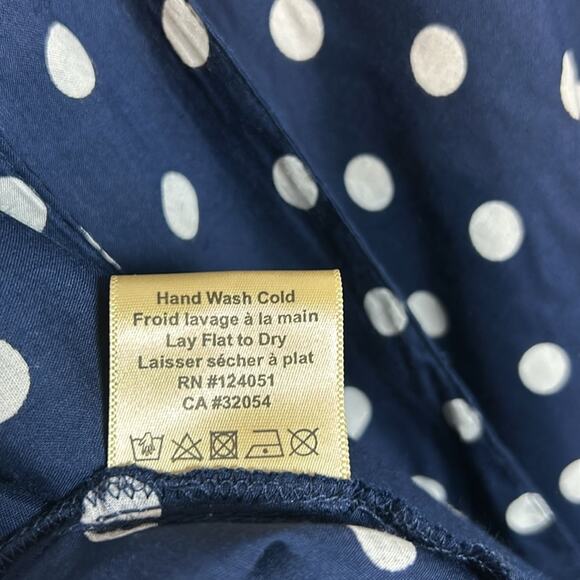 Hand Wash Cold
Froid lavage à la main
Lay Flat to Dry
Laisser sécher à plat
RN #124051
CA #32054